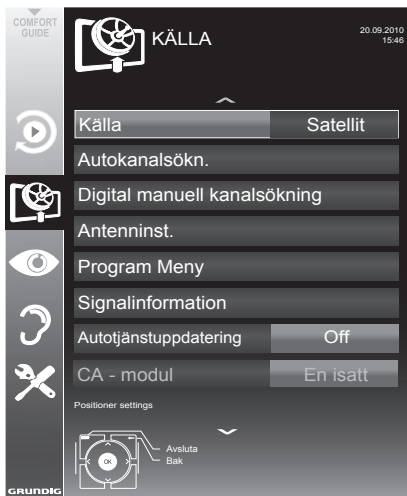 COMFORT
GUIDE
KÄLLA
20.09.2010
15:46
Källa Satellit
Autokanalsökn.
Digital manuell kanalsökning
Antenninst.
Program Meny
Signalinformation
Autotjänstuppdatering Off
CA - modul En isatt
Positioner settings
OK
Avsluta
Bak
GRUNDIG